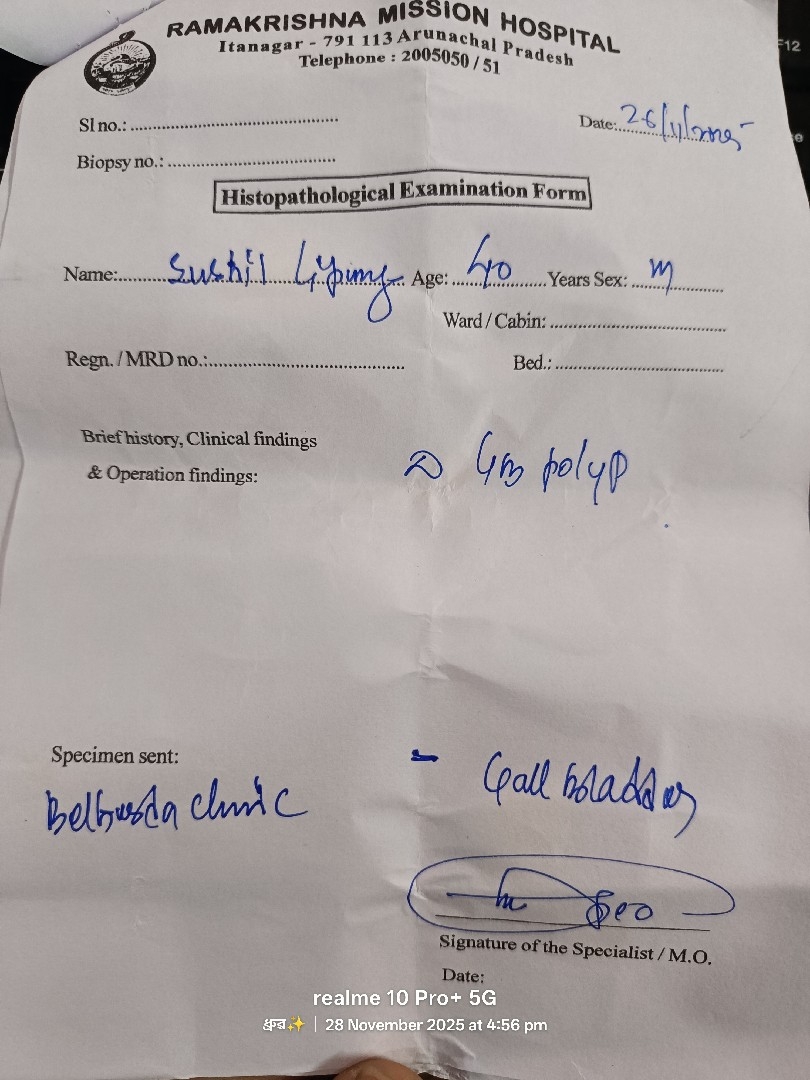 RAMAKRISHNA MISSION HOSPITAL
Itanagar - 791 113 Arunachal Pradesh
Telephone : 2005050 / 51
F12
Sl no.: ....................
Date: 26/11/2025
Biopsy no.: ....................
Histopathological Examination Form
Name: Sushil Age: 40 Years Sex: M
Ward / Cabin: ....................
Regn. / MRD no.: .................... Bed.: ....................
Brief history, Clinical findings
& Operation findings: GB polyp
Specimen sent: - Gall bladder
clinic
Signature of the Specialist / M.O.
Date:
realme 10 Pro+ 5G
ধ্রুব✨ | 28 November 2025 at 4:56 pm